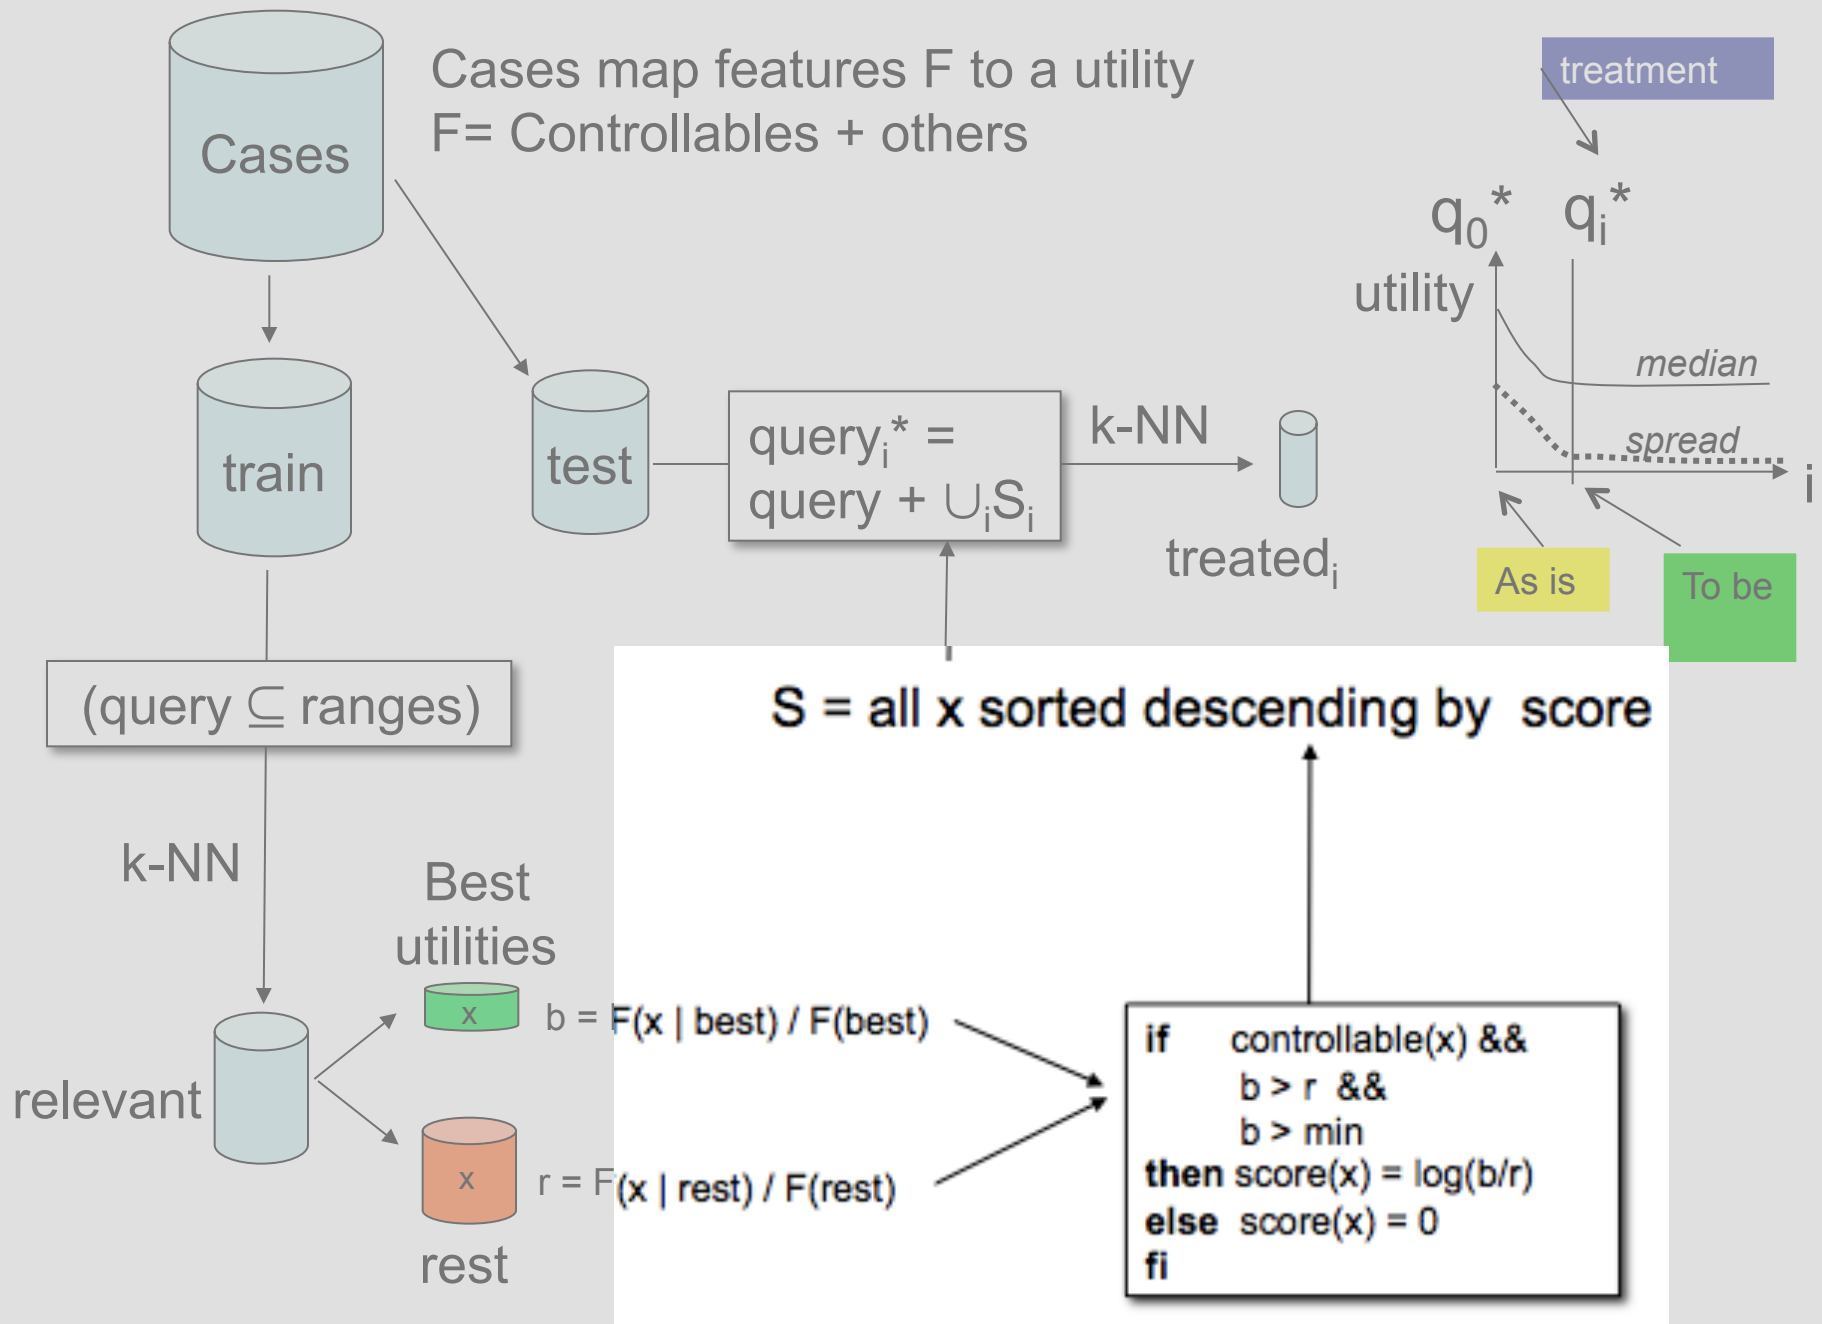 Cases map features F to a utility
F= Controllables + others
Cases
treatment
q₀* qᵢ*
utility
median
spread
i
As is
To be
train
test
queryᵢ* =
query + ∪ᵢSᵢ
k-NN
treatedᵢ
(query ⊆ ranges)
k-NN
S = all x sorted descending by score
Best
utilities
x
b = F(x | best) / F(best)
relevant
x
r = F(x | rest) / F(rest)
rest
if controllable(x) &&
b > r &&
b > min
then score(x) = log(b/r)
else score(x) = 0
fi